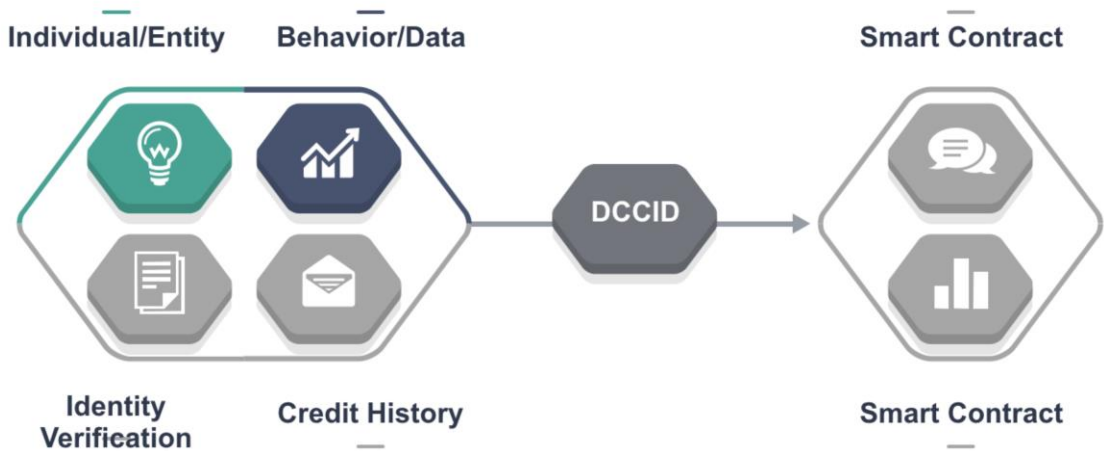 Individual/Entity
Behavior/Data
Smart Contract
DCCID
Identity
Verification
Credit History
Smart Contract